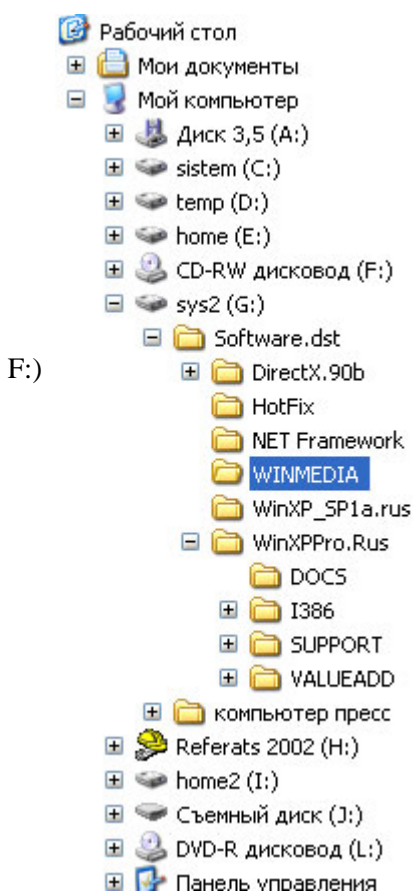 Рабочий стол
Мои документы
Мой компьютер
Диск 3,5 (A:)
sistem (C:)
temp (D:)
home (E:)
CD-RW дисковод (F:)
sys2 (G:)
Software.dst
F:)
DirectX.90b
HotFix
NET Framework
WINMEDIA
WinXP_SP1a.rus
WinXPPro.Rus
DOCS
I386
SUPPORT
VALUEADD
компьютер пресс
Referats 2002 (H:)
home2 (I:)
Съемный диск (J:)
DVD-R дисковод (L:)
Панель управления